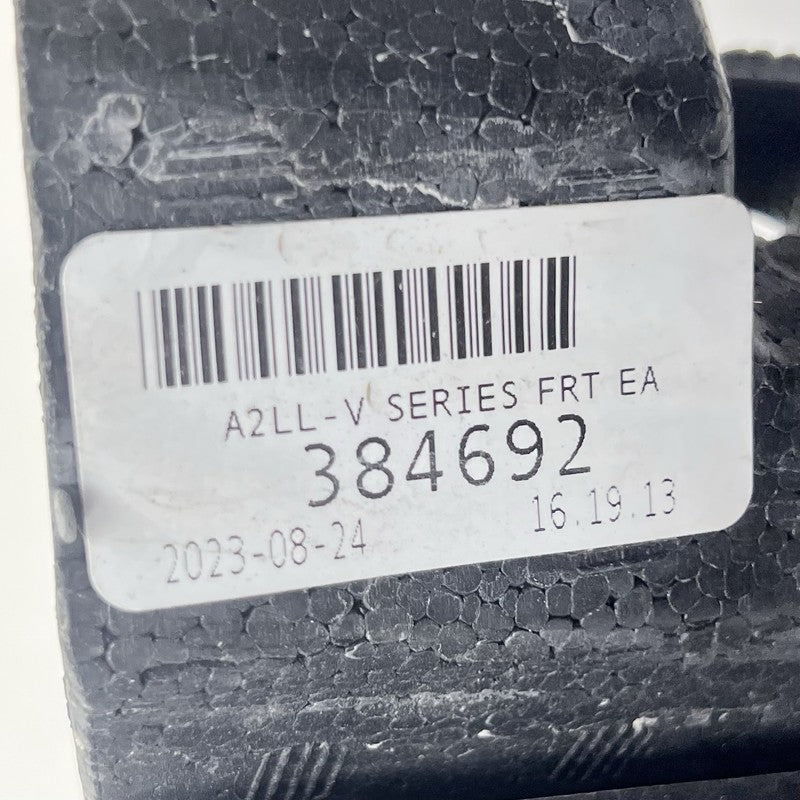 A2LL-V SERIES FRT EA
384692
2023-08-24 16.19.13